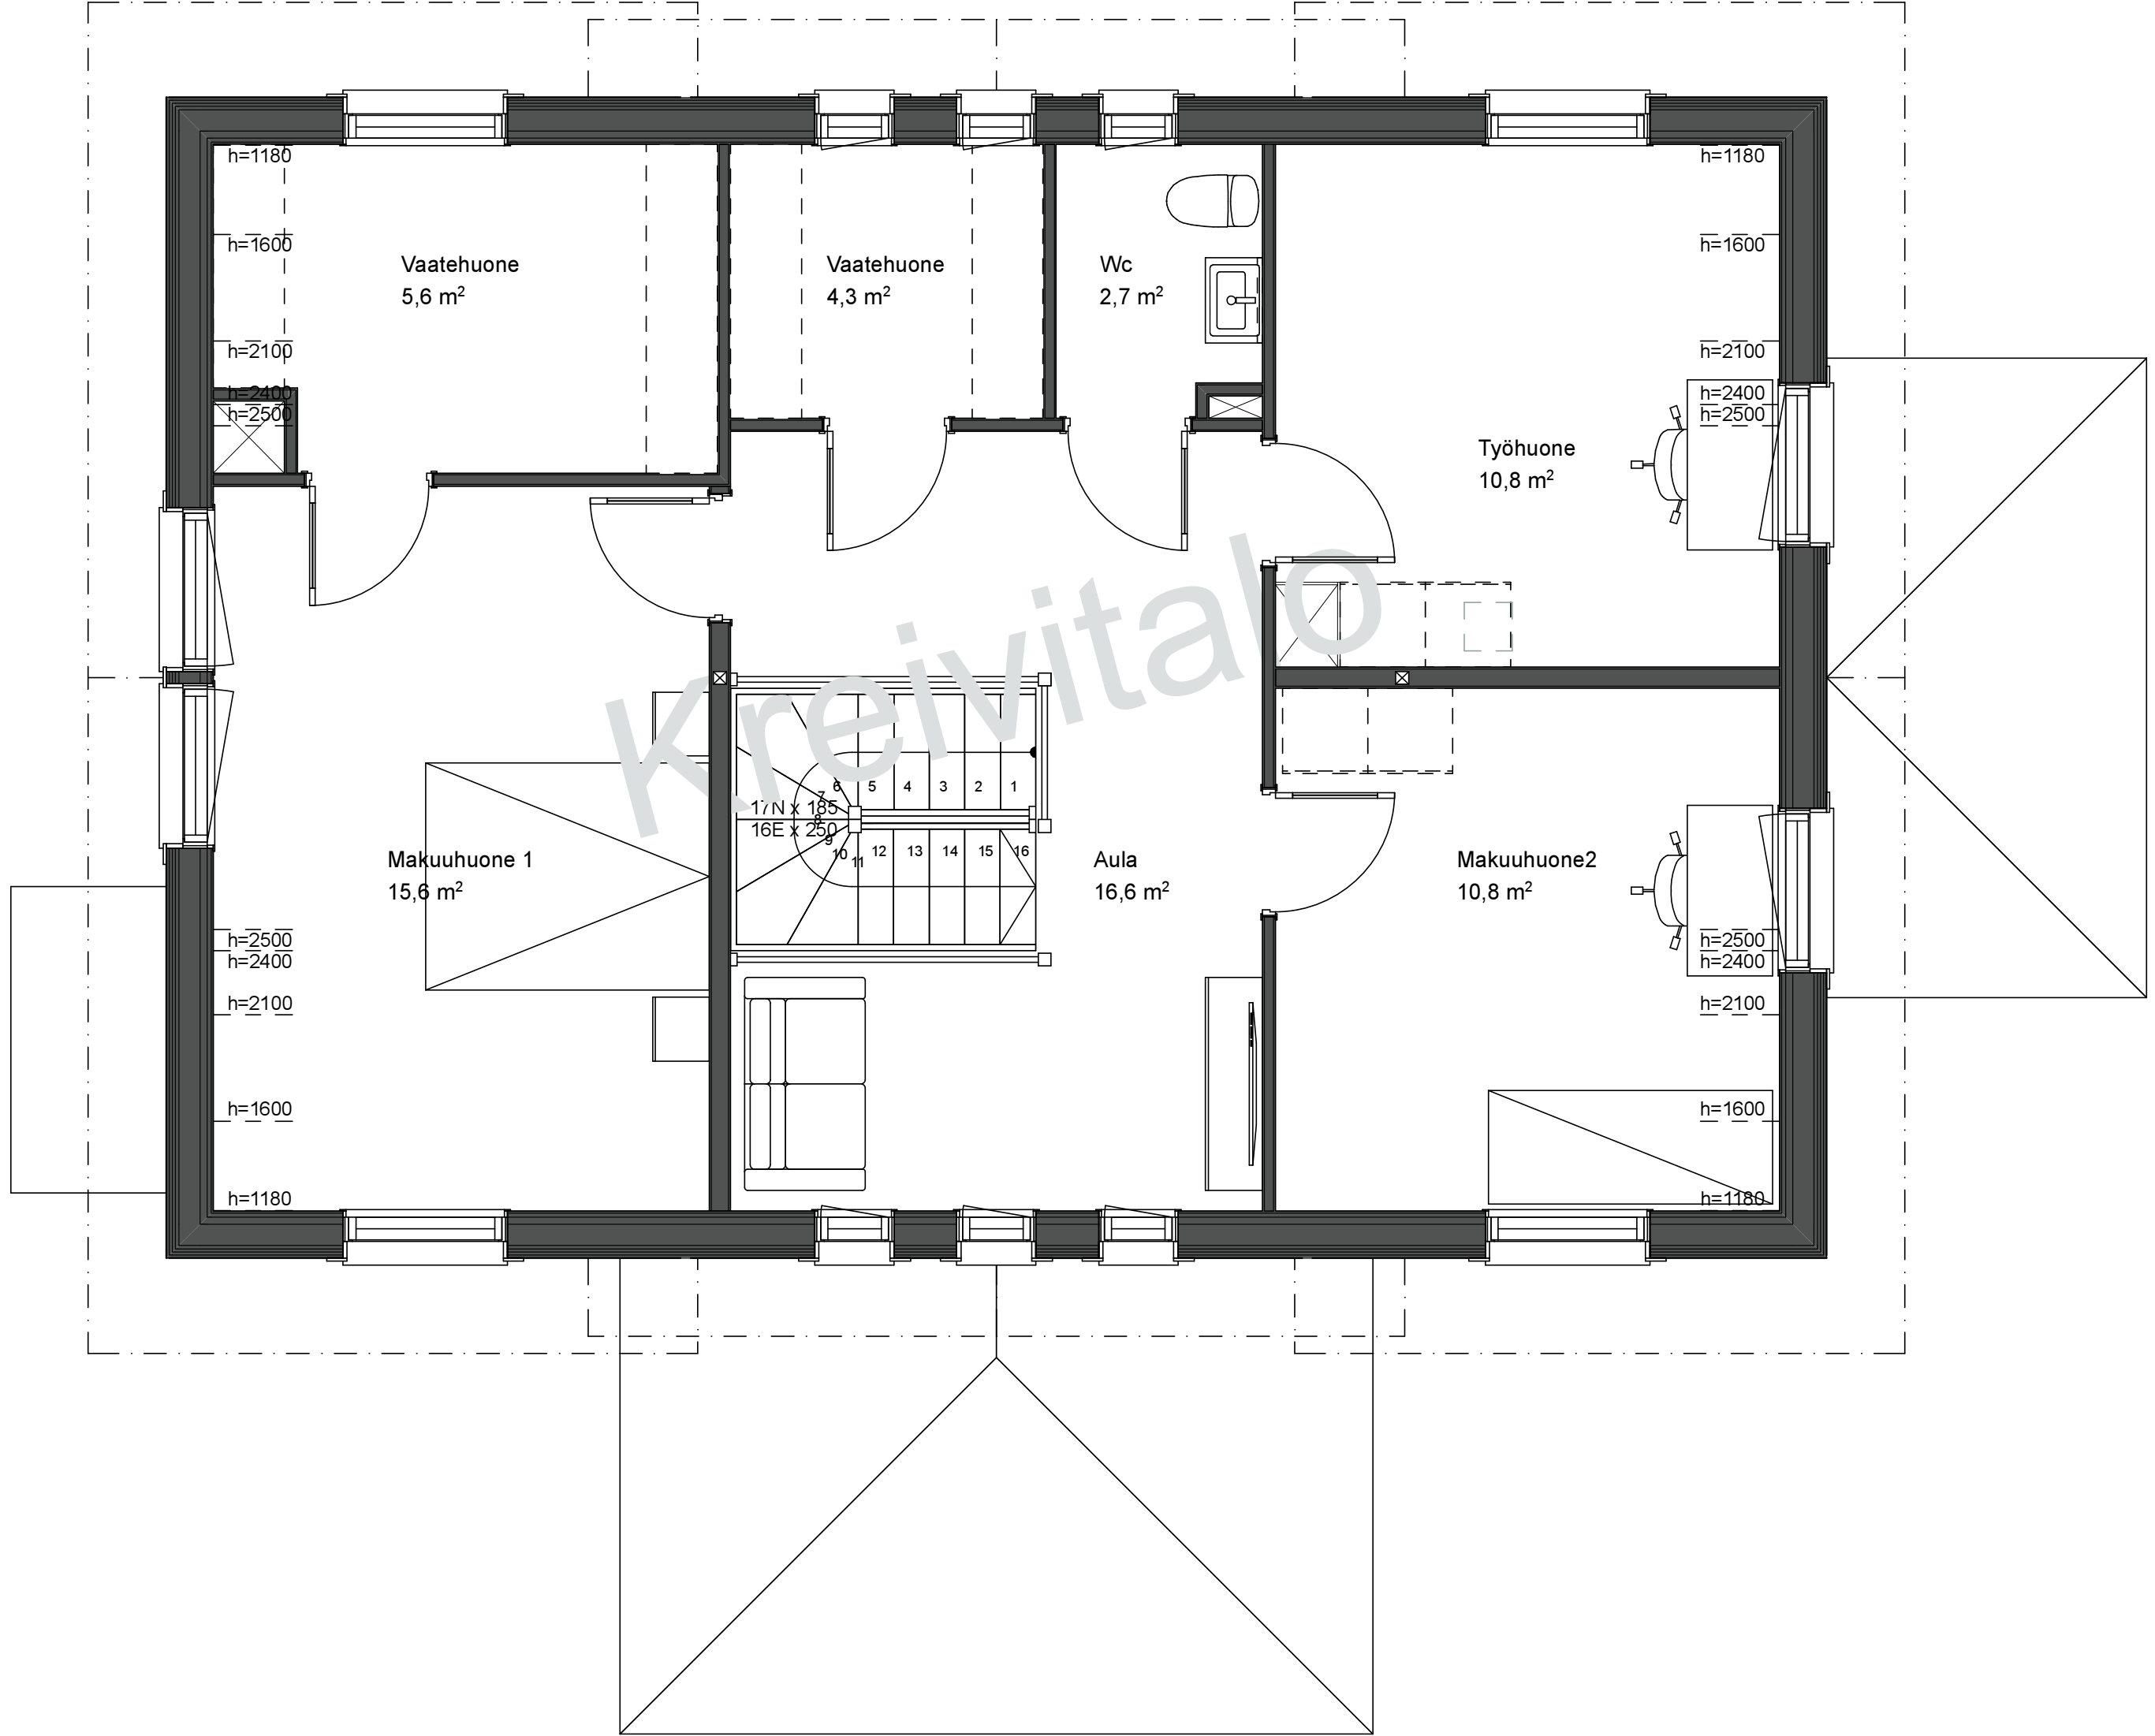 h=1180
h=1180
h=1600
h=1600
Vaatehuone
5,6 m²
Vaatehuone
4,3 m²
Wc
2,7 m²
h=2100
h=2100
h=2400
h=2500
h=2400
h=2500
Työhuone
10,8 m²
Kreivitalo
6 5 4 3 2 1
7
17N x 185
8
16E x 250
9
10 11 12 13 14 15 16
Makuuhuone 1
15,6 m²
Aula
16,6 m²
Makuuhuone2
10,8 m²
h=2500
h=2400
h=2500
h=2400
h=2100
h=2100
h=1600
h=1600
h=1180
h=1180